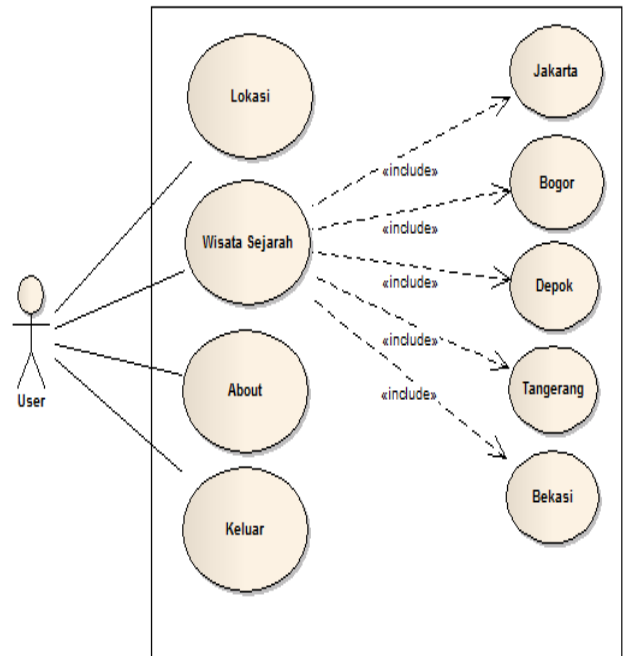 Lokasi
Jakarta
«include»
Bogor
Wisata Sejarah
«include»
Depok
«include»
User
About
«include»
Tangerang
«include»
Keluar
Bekasi